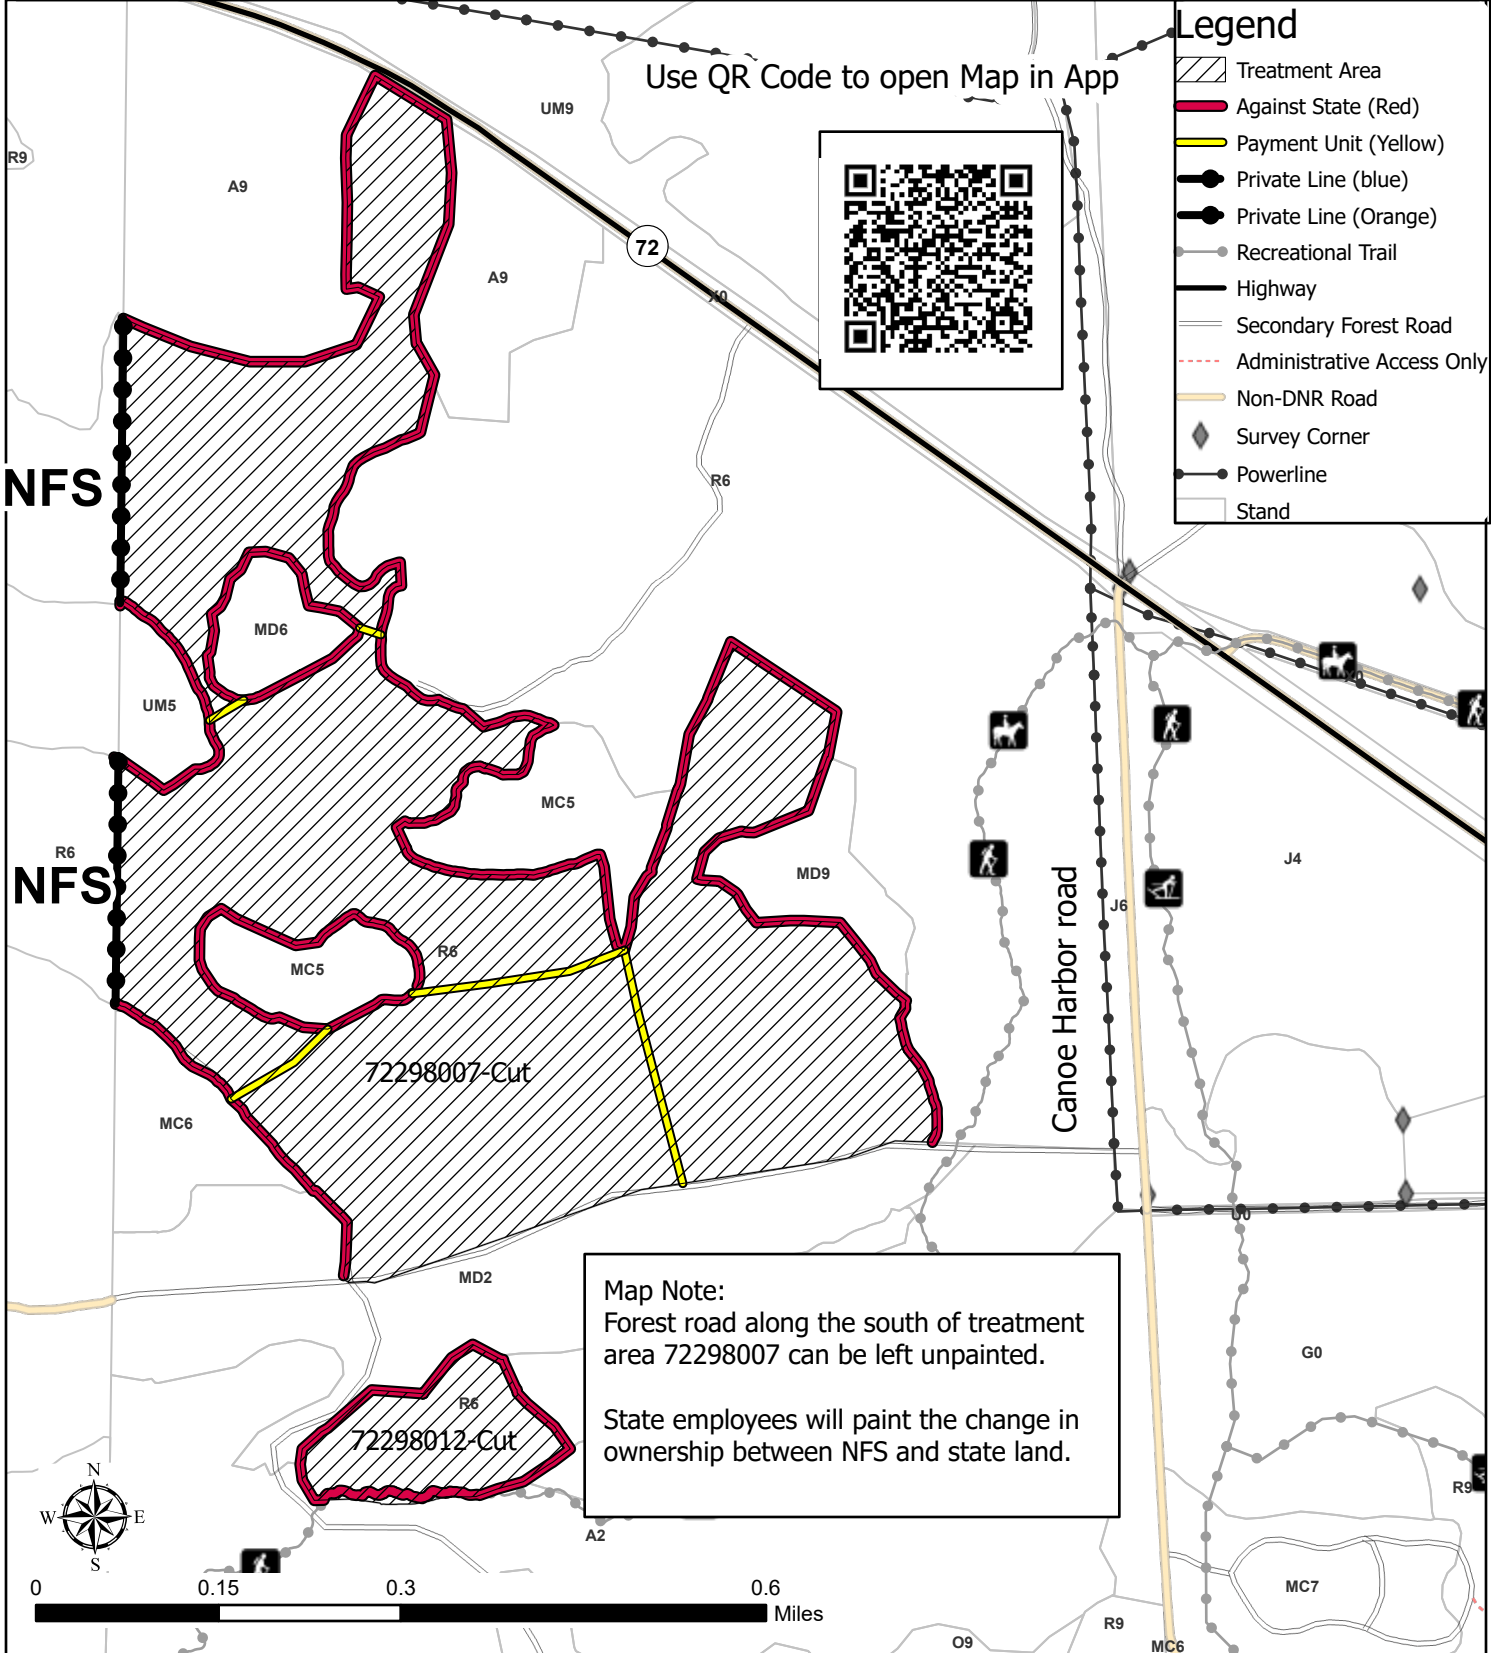 Legend
Treatment Area
Against State (Red)
Payment Unit (Yellow)
Private Line (blue)
Private Line (Orange)
Recreational Trail
Highway
Secondary Forest Road
Administrative Access Only
Non-DNR Road
Survey Corner
Powerline
Stand
Use QR Code to open Map in App
UM9
R9
A9
72
A9
X0
NFS
R6
MD6
UM5
X0
MC5
R6
NFS
MD9
J4
J6
Canoe Harbor road
R6
MC5
72298007-Cut
MC6
U0
MD2
Map Note:
Forest road along the south of treatment
area 72298007 can be left unpainted.
State employees will paint the change in
ownership between NFS and state land.
G0
R6
72298012-Cut
R9
A2
N
W
E
S
MC7
0
0.15
0.3
0.6
Miles
R9
O9
MC6